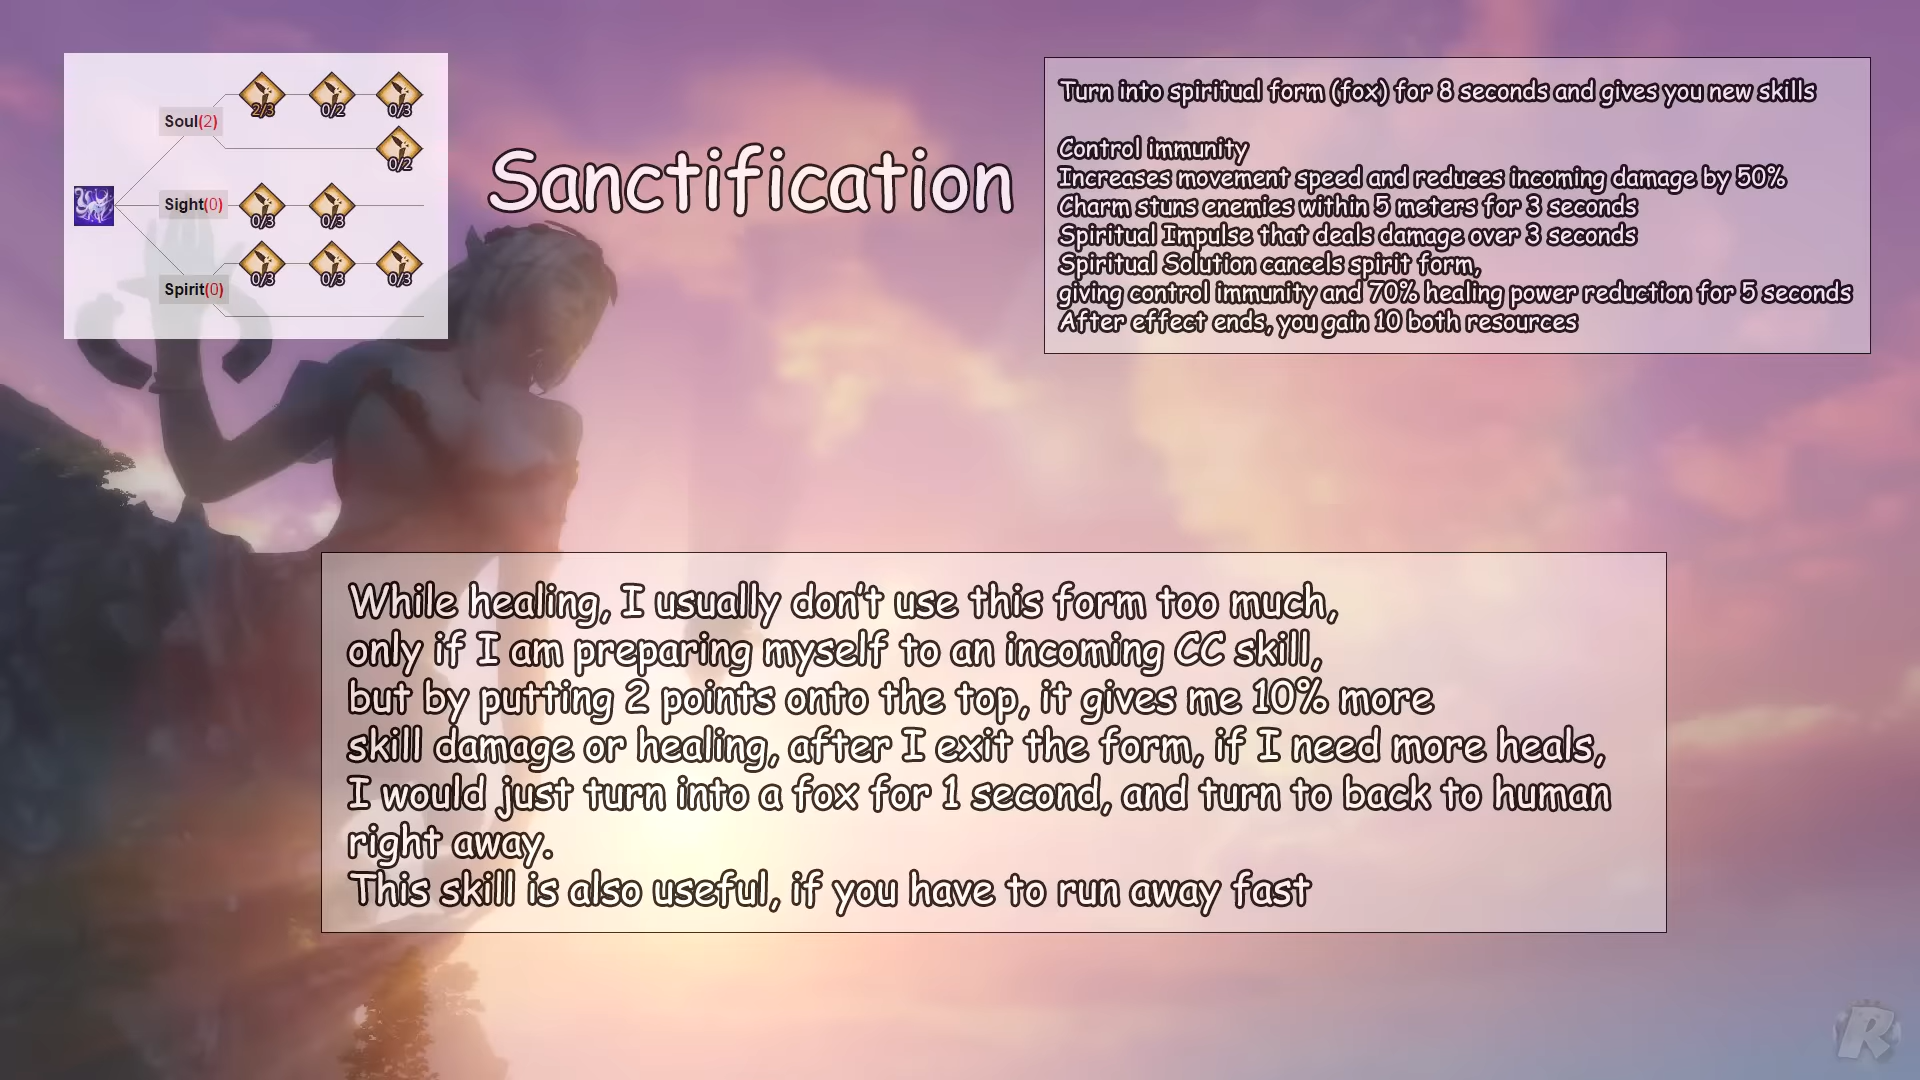 Soul(2)
2/3
0/2
0/3
0/2
Sight(0)
0/3
0/3
Spirit(0)
0/3
0/3
0/3
Sanctification
Turn into spiritual form (fox) for 8 seconds and gives you new skills
Control immunity
Increases movement speed and reduces incoming damage by 50%
Charm stuns enemies within 5 meters for 3 seconds
Spiritual Impulse that deals damage over 3 seconds
Spiritual Solution cancels spirit form,
giving control immunity and 70% healing power reduction for 5 seconds
After effect ends, you gain 10 both resources
While healing, I usually don't use this form too much,
only if I am preparing myself to an incoming CC skill,
but by putting 2 points onto the top, it gives me 10% more
skill damage or healing, after I exit the form, if I need more heals,
I would just turn into a fox for 1 second, and turn to back to human
right away.
This skill is also useful, if you have to run away fast
R